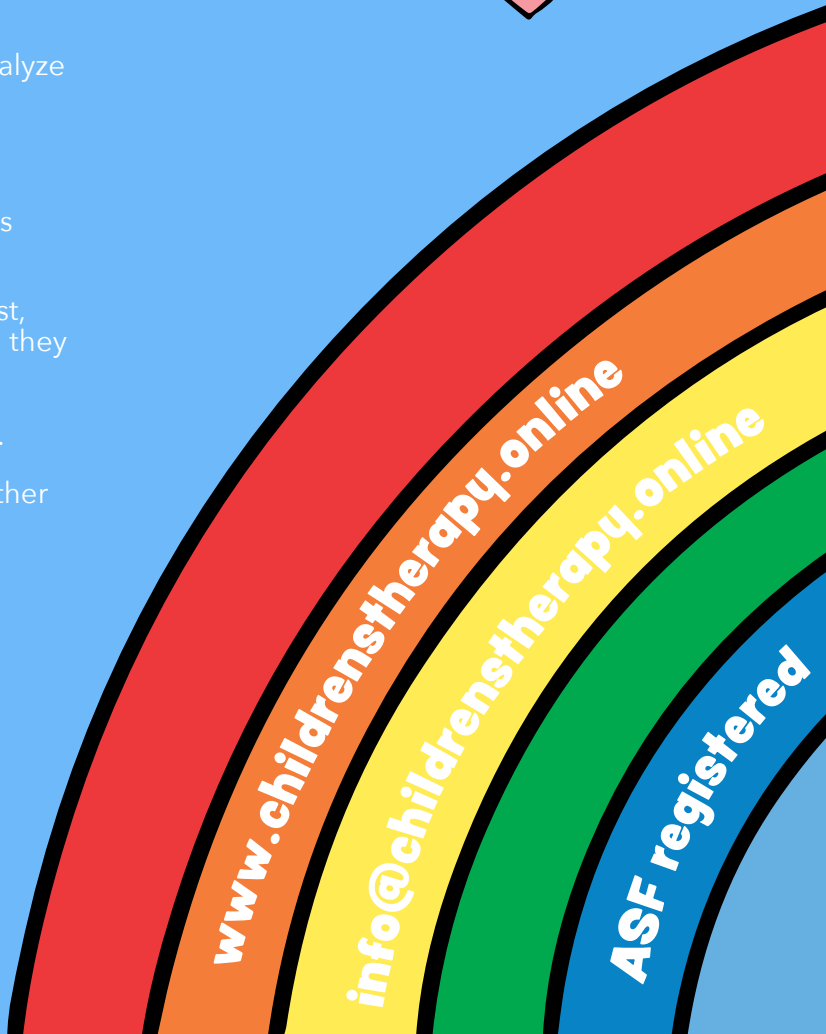 alyze
s
st,
they
.
ther
www.childrenstherapy.online
info@childrenstherapy.online
ASF registered